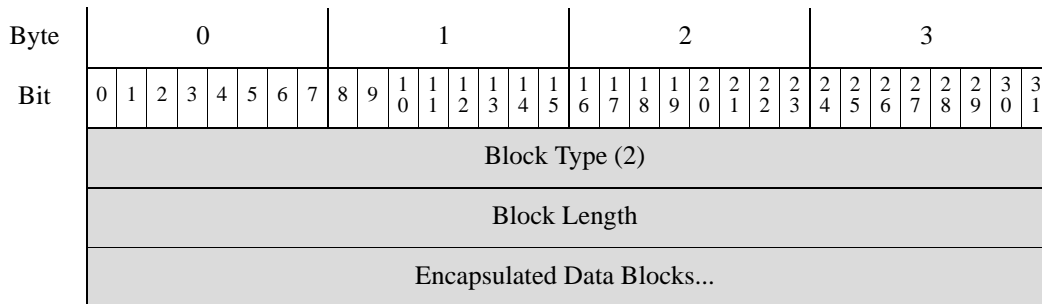 Byte 0 1 2 3
Bit 0 1 2 3 4 5 6 7 8 9 10 11 12 13 14 15 16 17 18 19 20 21 22 23 24 25 26 27 28 29 30 31
Block Type (2)
Block Length
Encapsulated Data Blocks...